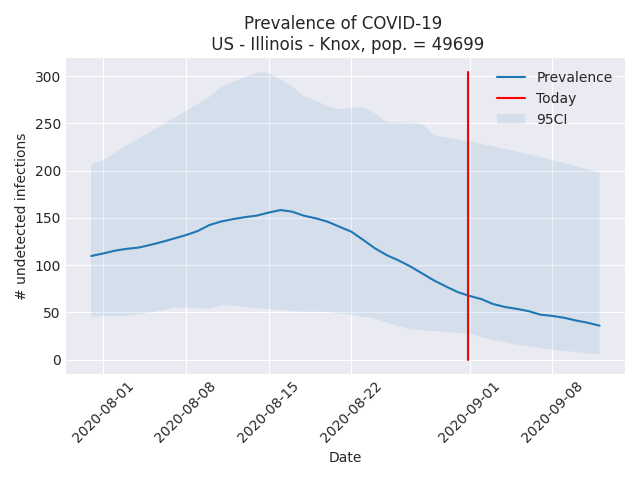 Prevalence of COVID-19
US - Illinois - Knox, pop. = 49699
300
250
200
150
100
50
0
# undetected infections
Prevalence
Today
95CI
2020-08-01
2020-08-08
2020-08-15
2020-08-22
2020-09-01
2020-09-08
Date